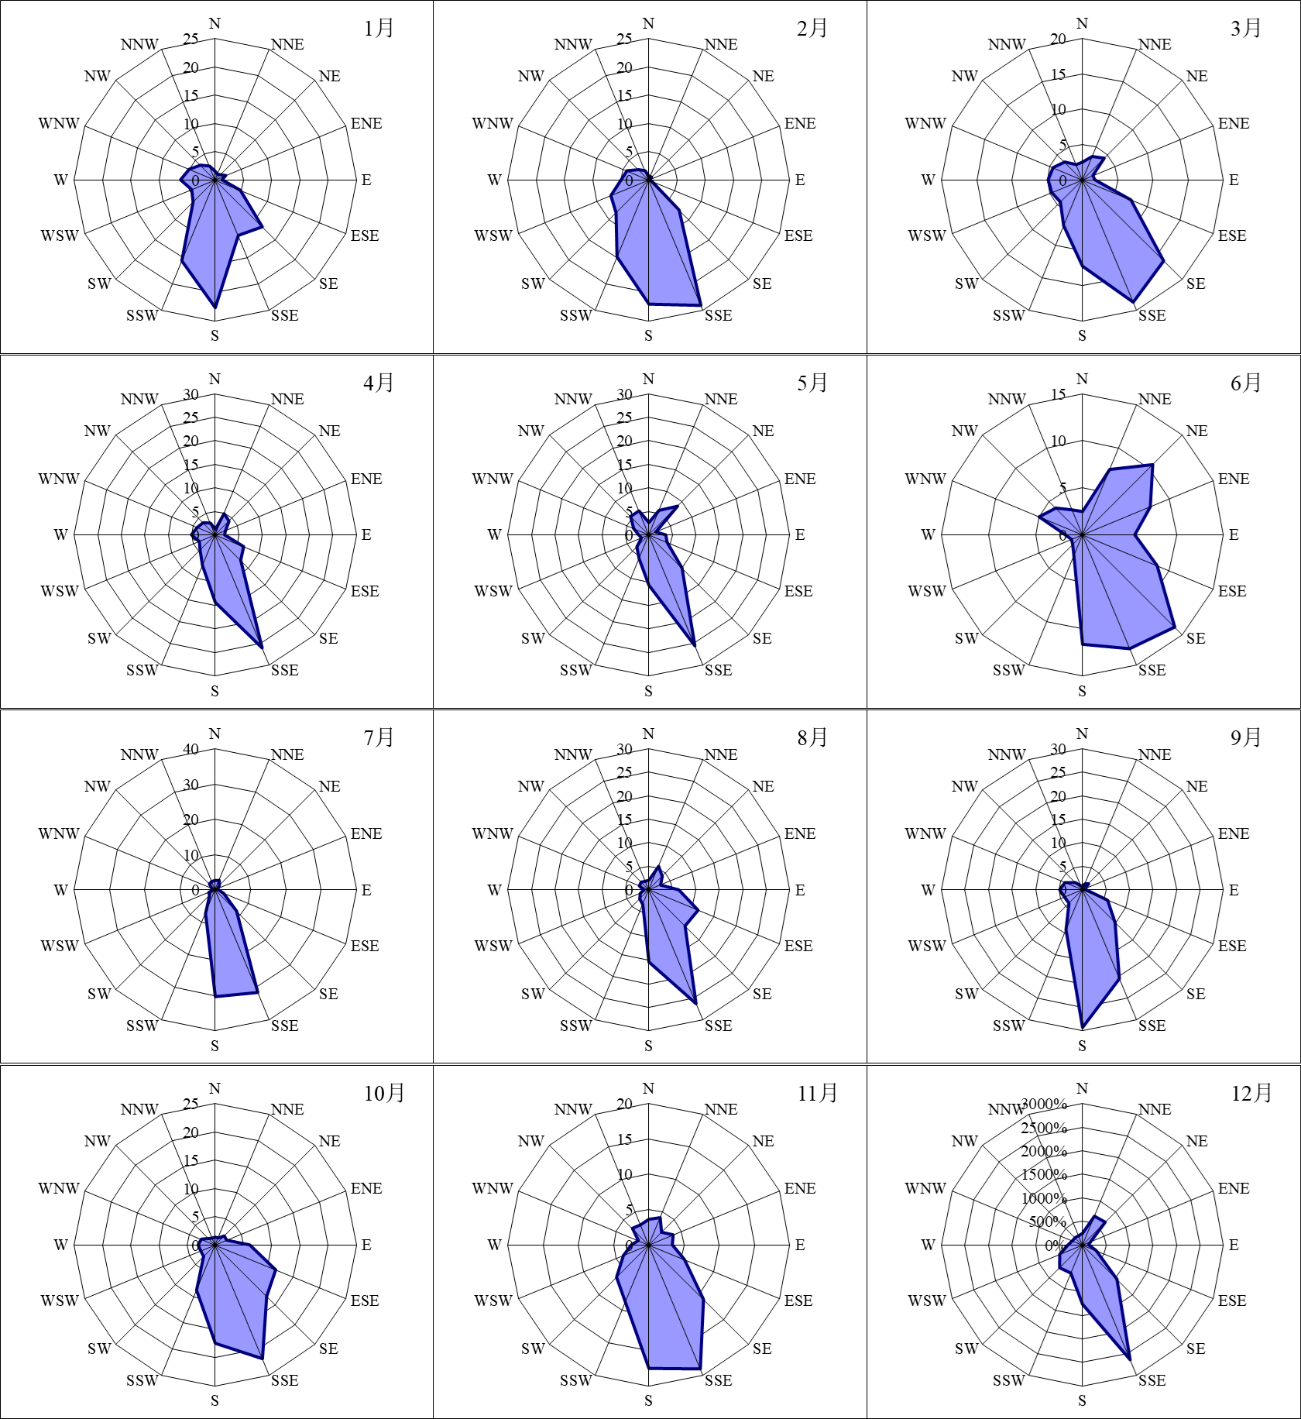 N
1月
NNW
25
NNE
NW
20
NE
15
WNW
10
ENE
5
W
0
E
WSW
ESE
SW
SE
SSW
SSE
S
N
2月
NNW
25
NNE
NW
20
NE
15
WNW
10
ENE
5
W
0
E
WSW
ESE
SW
SE
SSW
SSE
S
N
3月
NNW
20
NNE
NW
15
NE
WNW
10
ENE
5
W
0
E
WSW
ESE
SW
SE
SSW
SSE
S
N
4月
NNW
30
NNE
25
NW
20
NE
15
WNW
10
ENE
5
W
0
E
WSW
ESE
SW
SE
SSW
SSE
S
N
5月
NNW
30
NNE
25
NW
20
NE
15
WNW
10
ENE
5
W
0
E
WSW
ESE
SW
SE
SSW
SSE
S
N
6月
NNW
15
NNE
NW
10
NE
WNW
5
ENE
W
0
E
WSW
ESE
SW
SE
SSW
SSE
S
N
7月
NNW
40
NNE
NW
30
NE
20
WNW
10
ENE
W
0
E
WSW
ESE
SW
SE
SSW
SSE
S
N
8月
NNW
30
NNE
25
NW
20
NE
15
WNW
10
ENE
5
W
0
E
WSW
ESE
SW
SE
SSW
SSE
S
N
9月
NNW
30
NNE
25
NW
20
NE
15
WNW
10
ENE
5
W
0
E
WSW
ESE
SW
SE
SSW
SSE
S
N
10月
NNW
25
NNE
NW
20
NE
15
WNW
10
ENE
5
W
0
E
WSW
ESE
SW
SE
SSW
SSE
S
N
11月
NNW
20
NNE
NW
15
NE
WNW
10
ENE
5
W
0
E
WSW
ESE
SW
SE
SSW
SSE
S
N
12月
NNW
3000%
NNE
2500%
NW
2000%
NE
1500%
WNW
1000%
ENE
500%
W
0%
E
WSW
ESE
SW
SE
SSW
SSE
S